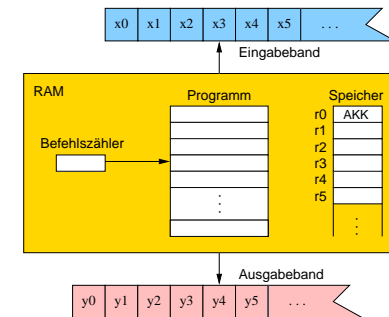 x0 x1 x2 x3 x4 x5 . . .
Eingabeband
RAM
Programm
Speicher
r0 AKK
r1
Befehlszähler
r2
r3
r4
r5
Ausgabeband
y0 y1 y2 y3 y4 y5 . . .